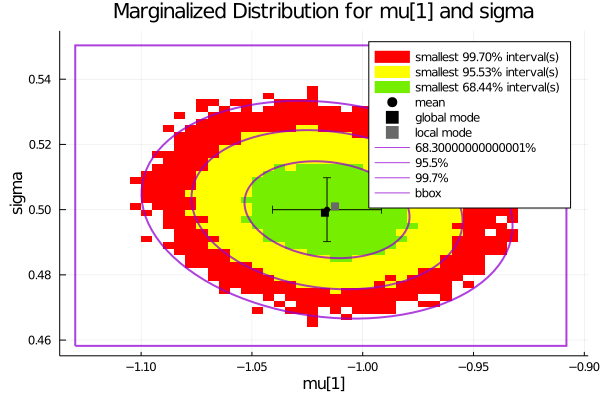 Marginalized Distribution for mu[1] and sigma
smallest 99.70% interval(s)
smallest 95.53% interval(s)
smallest 68.44% interval(s)
mean
global mode
local mode
68.30000000000001%
95.5%
99.7%
bbox
sigma
0.54
0.52
0.50
0.48
0.46
−1.10 −1.05 −1.00 −0.95 −0.90
mu[1]